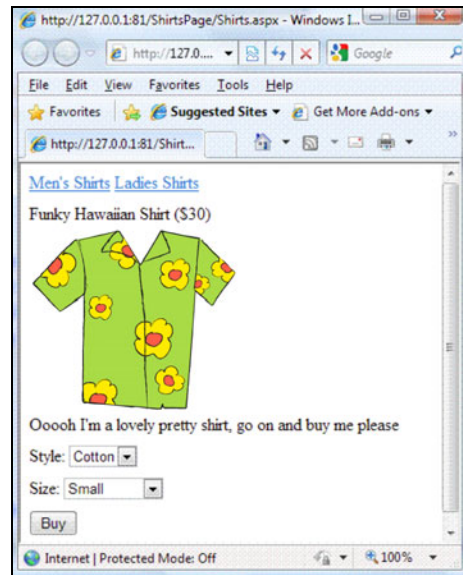 http://127.0.0.1:81/ShirtsPage/Shirts.aspx - Windows I...
http://127.0....
Google
File Edit View Favorites Tools Help
Favorites Suggested Sites Get More Add-ons
http://127.0.0.1:81/Shirt...
Men's Shirts Ladies Shirts
Funky Hawaiian Shirt ($30)
Ooooh I'm a lovely pretty shirt, go on and buy me please
Style: Cotton
Size: Small
Buy
Internet | Protected Mode: Off 100%